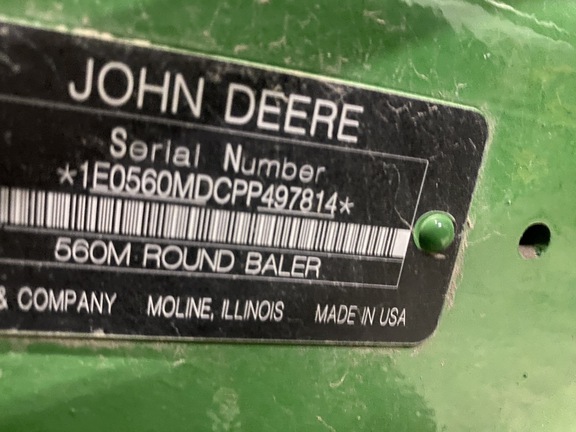 JOHN DEERE
Serial Number
*1E0560MDCPP497814*
560M ROUND BALER
& COMPANY MOLINE, ILLINOIS MADE IN USA